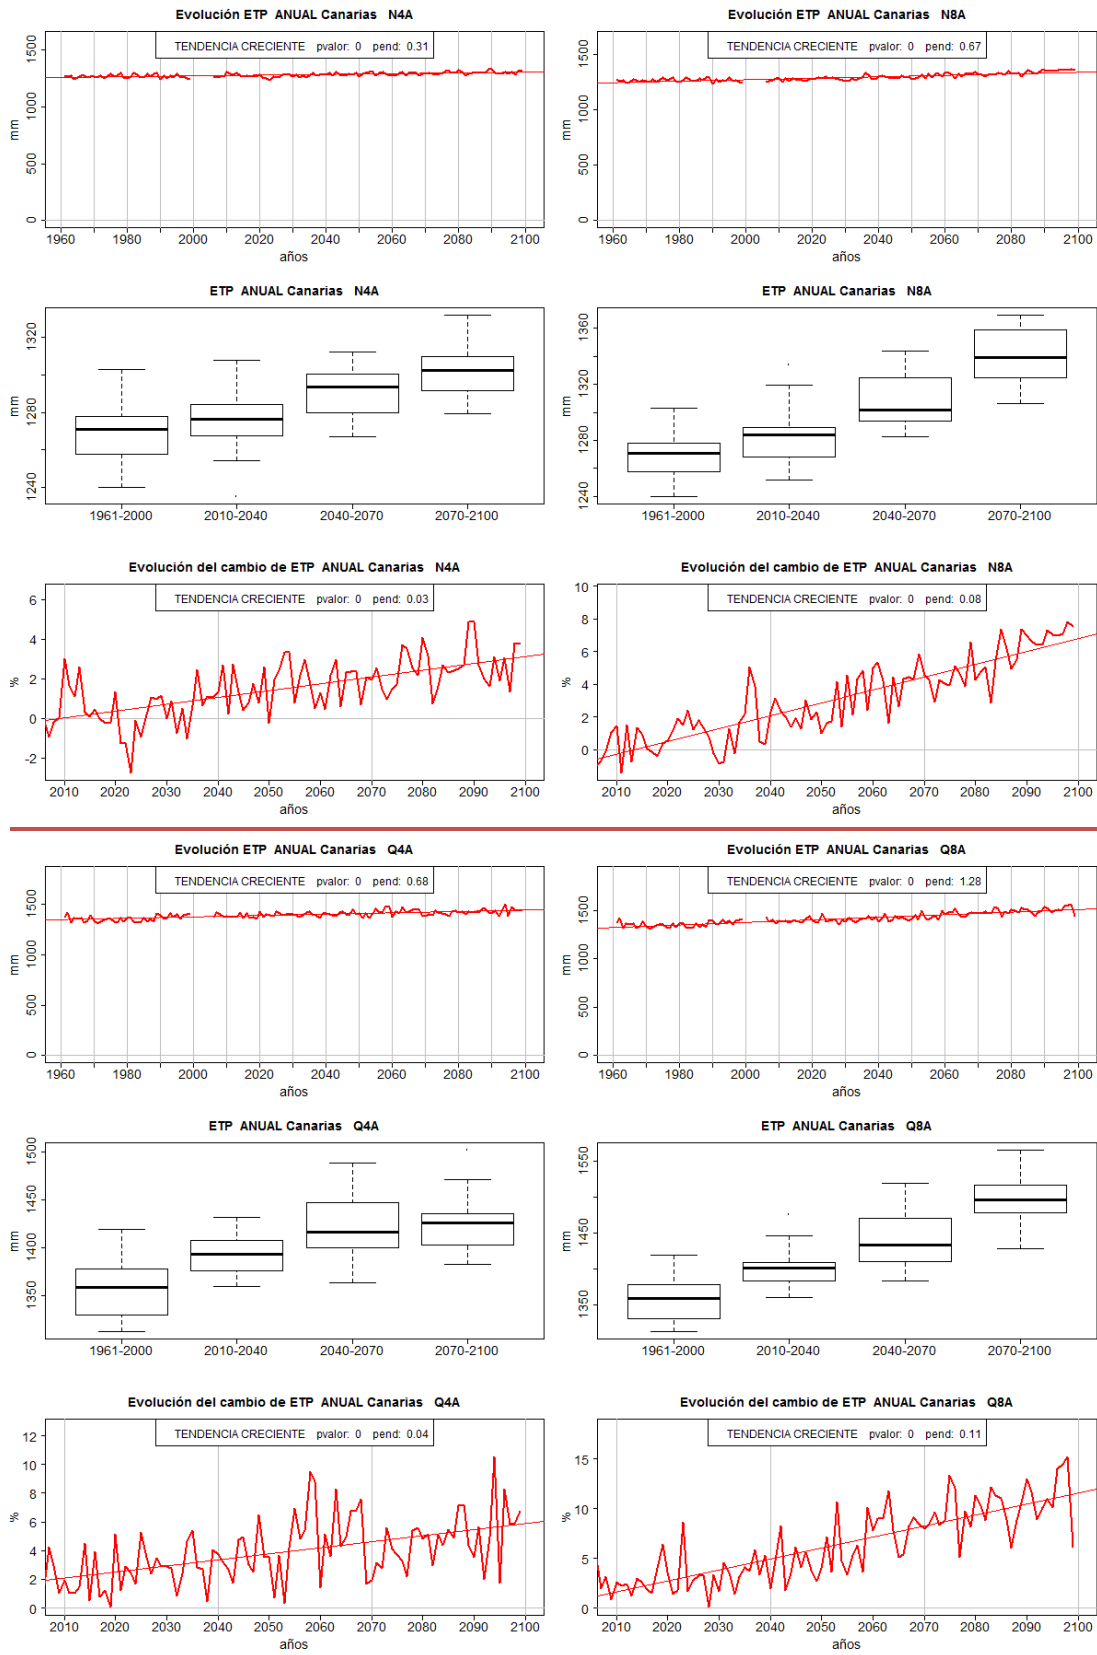 Evolución ETP ANUAL Canarias N4A
TENDENCIA CRECIENTE pvalor: 0 pend: 0.31
mm
0 500 1000 1500
1960 1980 2000 2020 2040 2060 2080 2100
años
Evolución ETP ANUAL Canarias N8A
TENDENCIA CRECIENTE pvalor: 0 pend: 0.67
mm
0 500 1000 1500
1960 1980 2000 2020 2040 2060 2080 2100
años
ETP ANUAL Canarias N4A
mm
1240 1280 1320
1961-2000 2010-2040 2040-2070 2070-2100
ETP ANUAL Canarias N8A
mm
1240 1280 1320 1360
1961-2000 2010-2040 2040-2070 2070-2100
Evolución del cambio de ETP ANUAL Canarias N4A
TENDENCIA CRECIENTE pvalor: 0 pend: 0.03
%
6
4
2
0
-2
2010 2020 2030 2040 2050 2060 2070 2080 2090 2100
años
Evolución del cambio de ETP ANUAL Canarias N8A
TENDENCIA CRECIENTE pvalor: 0 pend: 0.08
%
10
8
6
4
2
0
2010 2020 2030 2040 2050 2060 2070 2080 2090 2100
años
Evolución ETP ANUAL Canarias Q4A
TENDENCIA CRECIENTE pvalor: 0 pend: 0.68
mm
0 500 1000 1500
1960 1980 2000 2020 2040 2060 2080 2100
años
Evolución ETP ANUAL Canarias Q8A
TENDENCIA CRECIENTE pvalor: 0 pend: 1.28
mm
0 500 1000 1500
1960 1980 2000 2020 2040 2060 2080 2100
años
ETP ANUAL Canarias Q4A
mm
1350 1400 1450 1500
1961-2000 2010-2040 2040-2070 2070-2100
ETP ANUAL Canarias Q8A
mm
1350 1450 1550
1961-2000 2010-2040 2040-2070 2070-2100
Evolución del cambio de ETP ANUAL Canarias Q4A
TENDENCIA CRECIENTE pvalor: 0 pend: 0.04
%
12
10
8
6
4
2
0
2010 2020 2030 2040 2050 2060 2070 2080 2090 2100
años
Evolución del cambio de ETP ANUAL Canarias Q8A
TENDENCIA CRECIENTE pvalor: 0 pend: 0.11
%
15
10
5
0
2010 2020 2030 2040 2050 2060 2070 2080 2090 2100
años